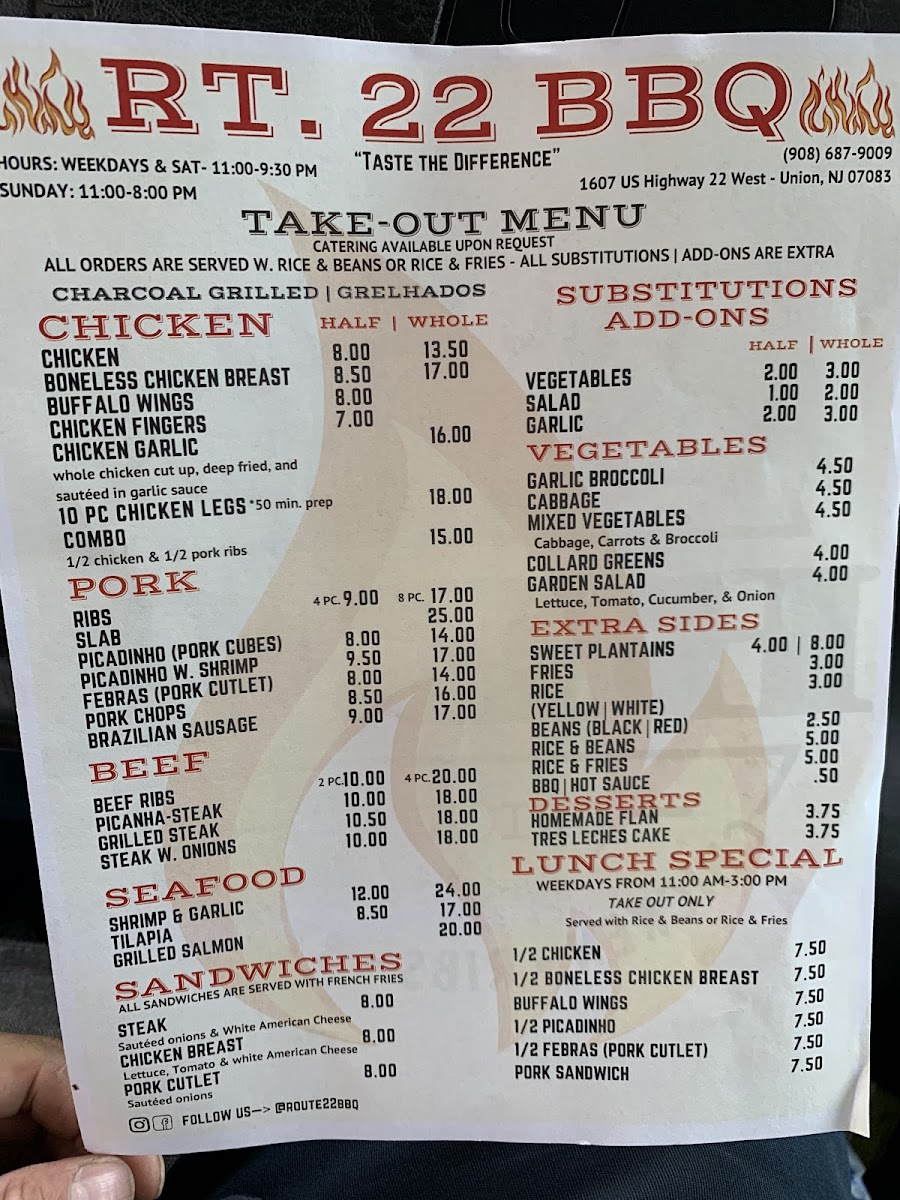 RT. 22 BBQ
HOURS: WEEKDAYS & SAT- 11:00-9:30 PM
SUNDAY: 11:00-8:00 PM
"TASTE THE DIFFERENCE"
(908) 687-9009
1607 US Highway 22 West - Union, NJ 07083
TAKE-OUT MENU
CATERING AVAILABLE UPON REQUEST
ALL ORDERS ARE SERVED W. RICE & BEANS OR RICE & FRIES - ALL SUBSTITUTIONS | ADD-ONS ARE EXTRA
CHARCOAL GRILLED | GRELHADOS
CHICKEN HALF | WHOLE
CHICKEN 8.00 13.50
BONELESS CHICKEN BREAST 8.50 17.00
BUFFALO WINGS 8.00
CHICKEN FINGERS 7.00
CHICKEN GARLIC 16.00
whole chicken cut up, deep fried, and
sautéed in garlic sauce
10 PC CHICKEN LEGS *50 min. prep 18.00
COMBO 15.00
1/2 chicken & 1/2 pork ribs
PORK
RIBS 4 PC. 9.00 8 PC. 17.00
SLAB 25.00
PICADINHO (PORK CUBES) 8.00 14.00
PICADINHO W. SHRIMP 9.50 17.00
FEBRAS (PORK CUTLET) 8.00 14.00
PORK CHOPS 8.50 16.00
BRAZILIAN SAUSAGE 9.00 17.00
BEEF
BEEF RIBS 2 PC. 10.00 4 PC. 20.00
PICANHA-STEAK 10.00 18.00
GRILLED STEAK 10.50 18.00
STEAK W. ONIONS 10.00 18.00
SEAFOOD
SHRIMP & GARLIC 12.00 24.00
TILAPIA 8.50 17.00
GRILLED SALMON 20.00
SANDWICHES
ALL SANDWICHES ARE SERVED WITH FRENCH FRIES
STEAK 8.00
Sautéed onions & White American Cheese
CHICKEN BREAST 8.00
Lettuce, Tomato & white American Cheese
PORK CUTLET 8.00
Sautéed onions
FOLLOW US—> @ROUTE22BBQ
SUBSTITUTIONS
ADD-ONS
HALF | WHOLE
VEGETABLES 2.00 3.00
SALAD 1.00 2.00
GARLIC 2.00 3.00
VEGETABLES
GARLIC BROCCOLI 4.50
CABBAGE 4.50
MIXED VEGETABLES 4.50
Cabbage, Carrots & Broccoli
COLLARD GREENS 4.00
GARDEN SALAD 4.00
Lettuce, Tomato, Cucumber, & Onion
EXTRA SIDES
SWEET PLANTAINS 4.00 | 8.00
FRIES 3.00
RICE 3.00
(YELLOW | WHITE)
BEANS (BLACK | RED) 2.50
RICE & BEANS 5.00
RICE & FRIES 5.00
BBQ | HOT SAUCE .50
DESSERTS
HOMEMADE FLAN 3.75
TRES LECHES CAKE 3.75
LUNCH SPECIAL
WEEKDAYS FROM 11:00 AM-3:00 PM
TAKE OUT ONLY
Served with Rice & Beans or Rice & Fries
1/2 CHICKEN 7.50
1/2 BONELESS CHICKEN BREAST 7.50
BUFFALO WINGS 7.50
1/2 PICADINHO 7.50
1/2 FEBRAS (PORK CUTLET) 7.50
PORK SANDWICH 7.50